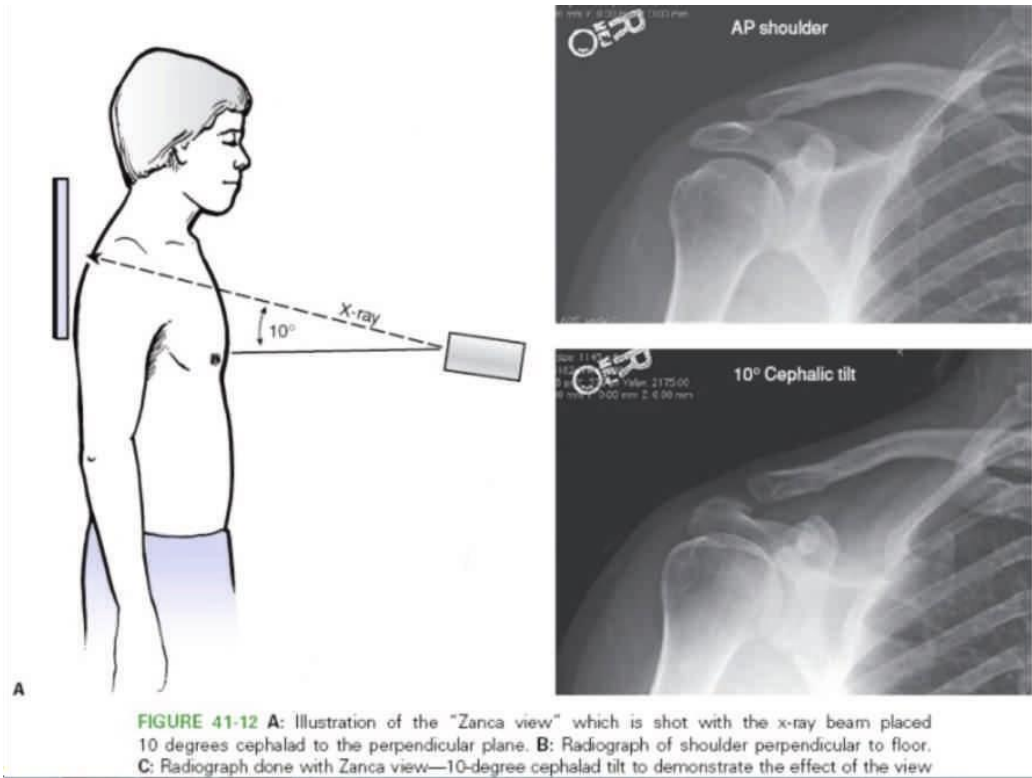 AP shoulder
X-ray
10°
B
10° Cephalic tilt
A
FIGURE 41-12 A: Illustration of the "Zanca view" which is shot with the x-ray beam placed
10 degrees cephalad to the perpendicular plane. B: Radiograph of shoulder perpendicular to floor.
C: Radiograph done with Zanca view—10-degree cephalad tilt to demonstrate the effect of the view